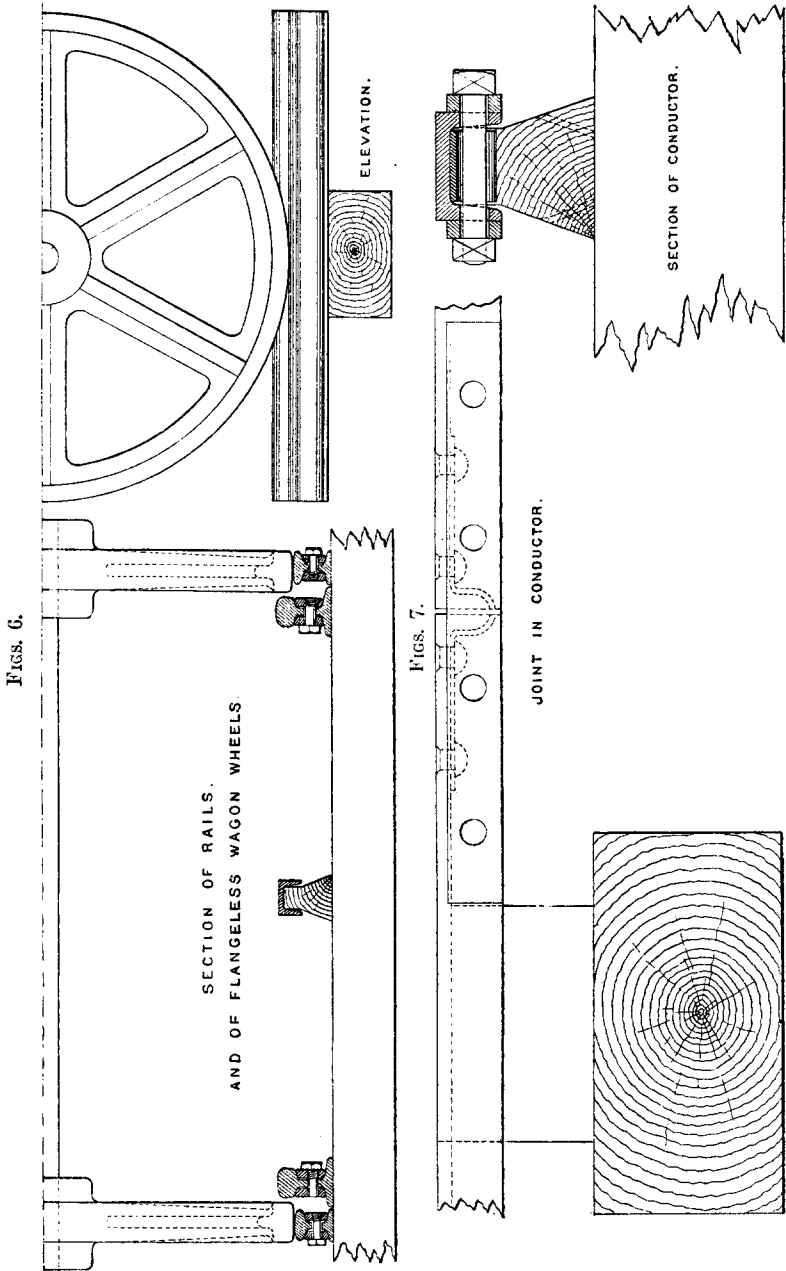 FIGS. 6.
SECTION OF RAILS.
AND OF FLANGELESS WAGON WHEELS
ELEVATION.
FIGS. 7.
JOINT IN CONDUCTOR.
SECTION OF CONDUCTOR.